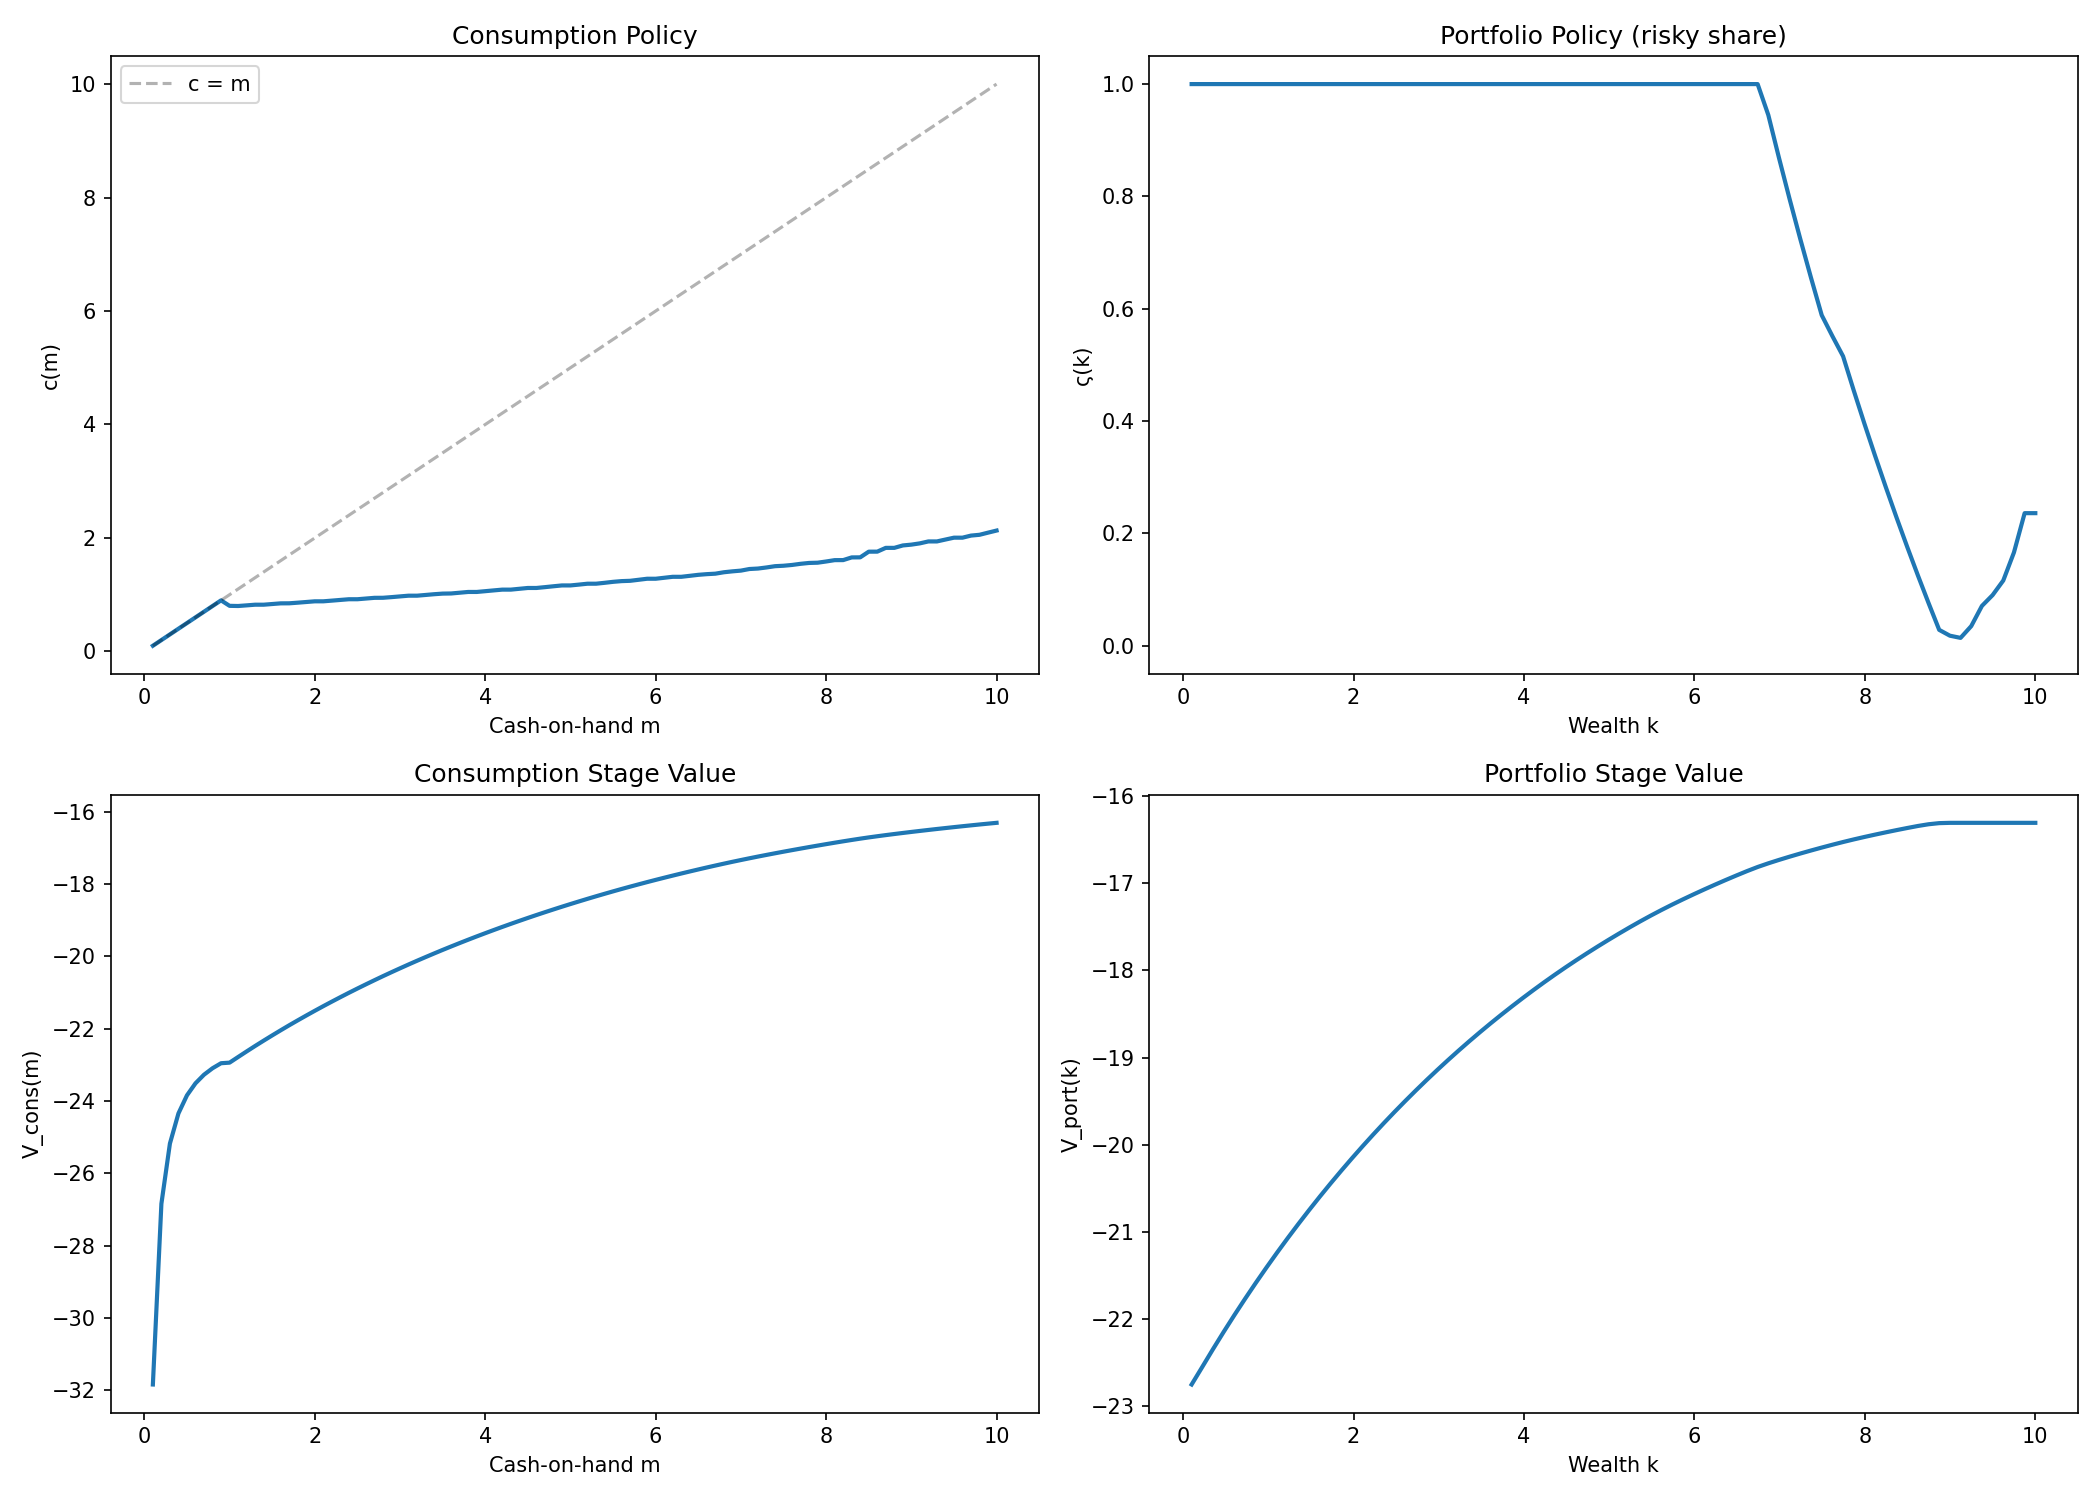 Consumption Policy
c = m
10
8
6
4
2
0
c(m)
0 2 4 6 8 10
Cash-on-hand m
Portfolio Policy (risky share)
1.0
0.8
0.6
0.4
0.2
0.0
ς(k)
0 2 4 6 8 10
Wealth k
Consumption Stage Value
−16
−18
−20
−22
−24
−26
−28
−30
−32
V_cons(m)
0 2 4 6 8 10
Cash-on-hand m
Portfolio Stage Value
−16
−17
−18
−19
−20
−21
−22
−23
V_port(k)
0 2 4 6 8 10
Wealth k